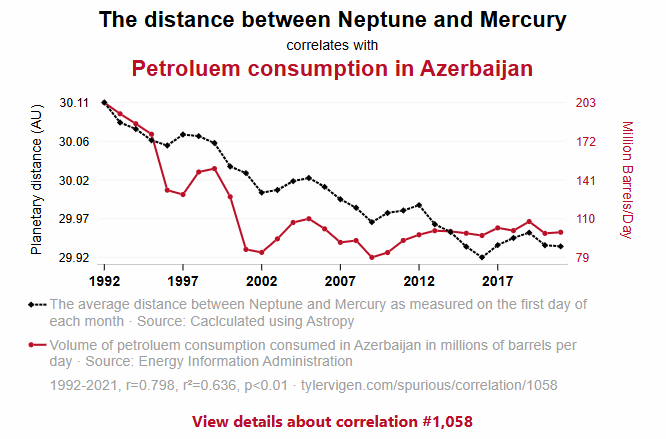 The distance between Neptune and Mercury
correlates with
Petroluem consumption in Azerbaijan
Planetary distance (AU)
30.11
30.06
30.02
29.97
29.92
203
172
141
110
79
Million Barrels/Day
1992 1997 2002 2007 2012 2017
The average distance between Neptune and Mercury as measured on the first day of
each month · Source: Caclculated using Astropy
Volume of petroluem consumption consumed in Azerbaijan in millions of barrels per
day · Source: Energy Information Administration
1992-2021, r=0.798, r²=0.636, p<0.01 · tylervigen.com/spurious/correlation/1058
View details about correlation #1,058